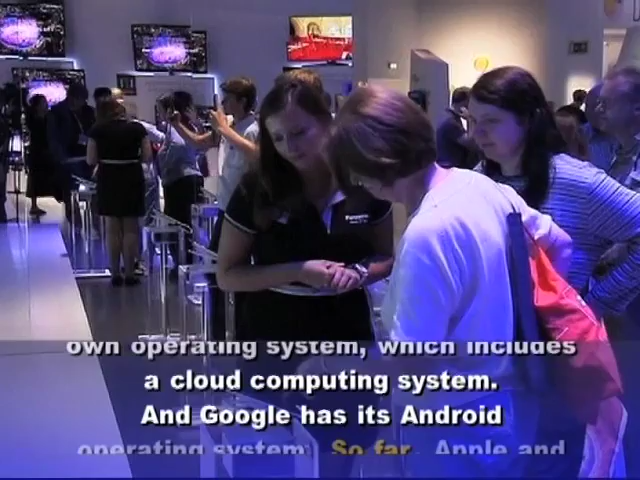 own operating system, which includes
a cloud computing system.
And Google has its Android
operating system. So far, Apple and